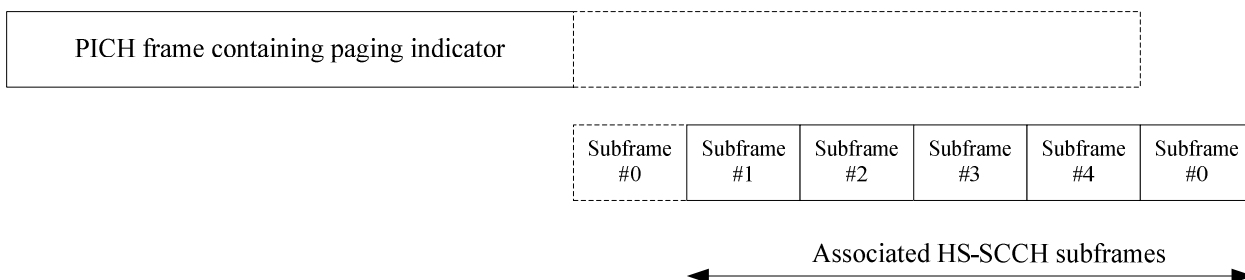 PICH frame containing paging indicator
Subframe #0
Subframe #1
Subframe #2
Subframe #3
Subframe #4
Subframe #0
Associated HS-SCCH subframes